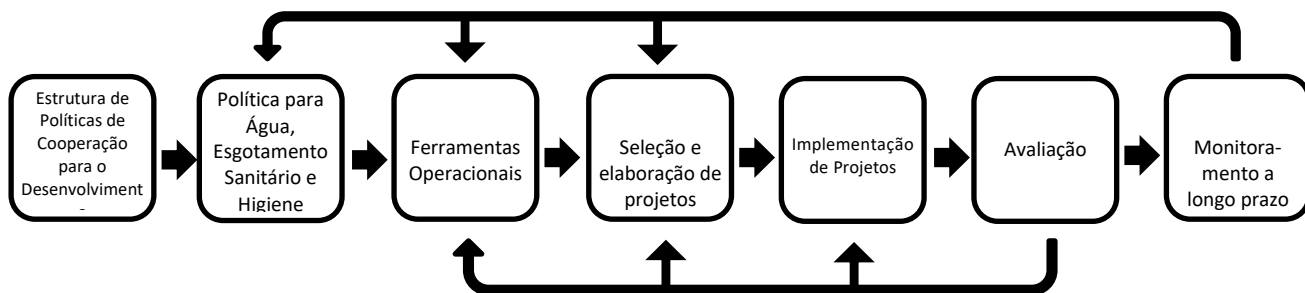 Estrutura de
Políticas de
Cooperação
para o
Desenvolviment
Política para
Água,
Esgotamento
Sanitário e
Higiene
Ferramentas
Operacionais
Seleção e
elaboração de
projetos
Implementação
de Projetos
Avaliação
Monitora-
mento a
longo prazo